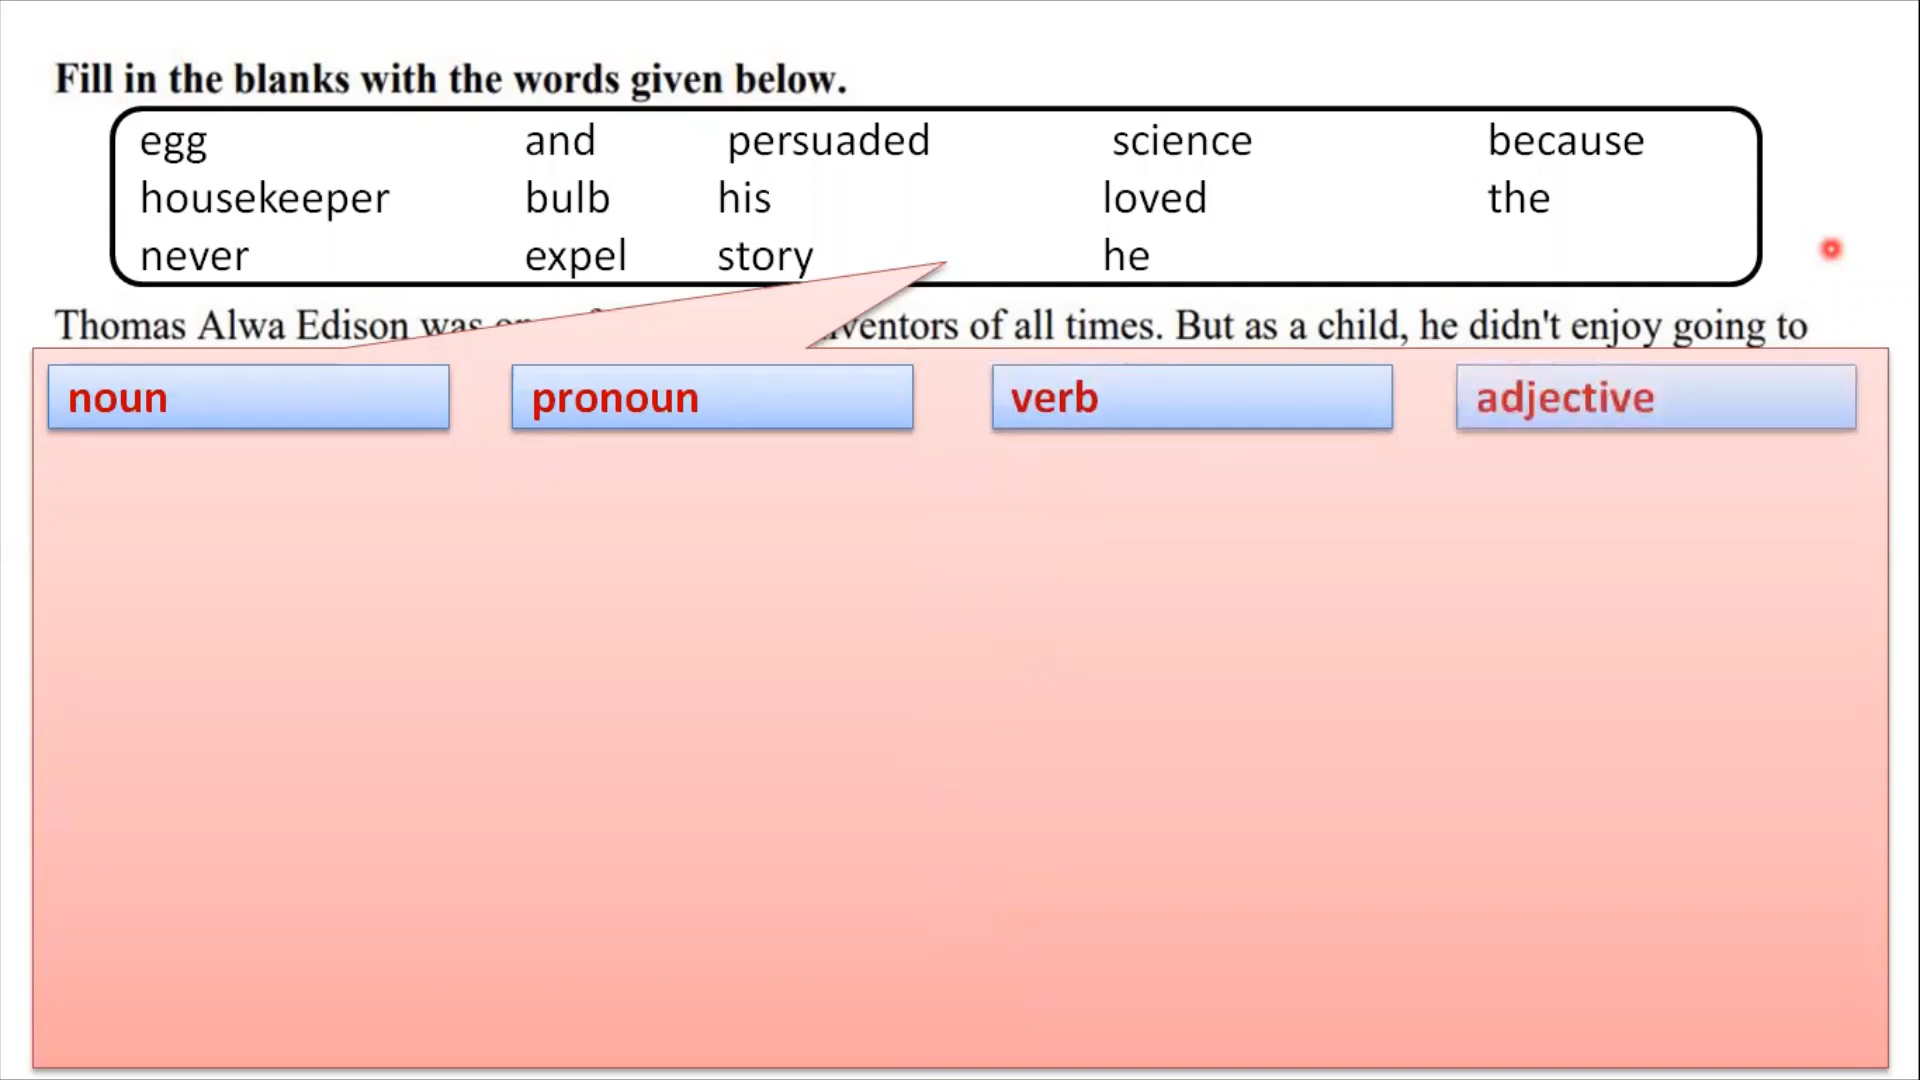 Fill in the blanks with the words given below.
egg and persuaded science because
housekeeper bulb his loved the
never expel story he
Thomas Alwa Edison was of all times. But as a child, he didn't enjoy going to
noun pronoun verb adjective